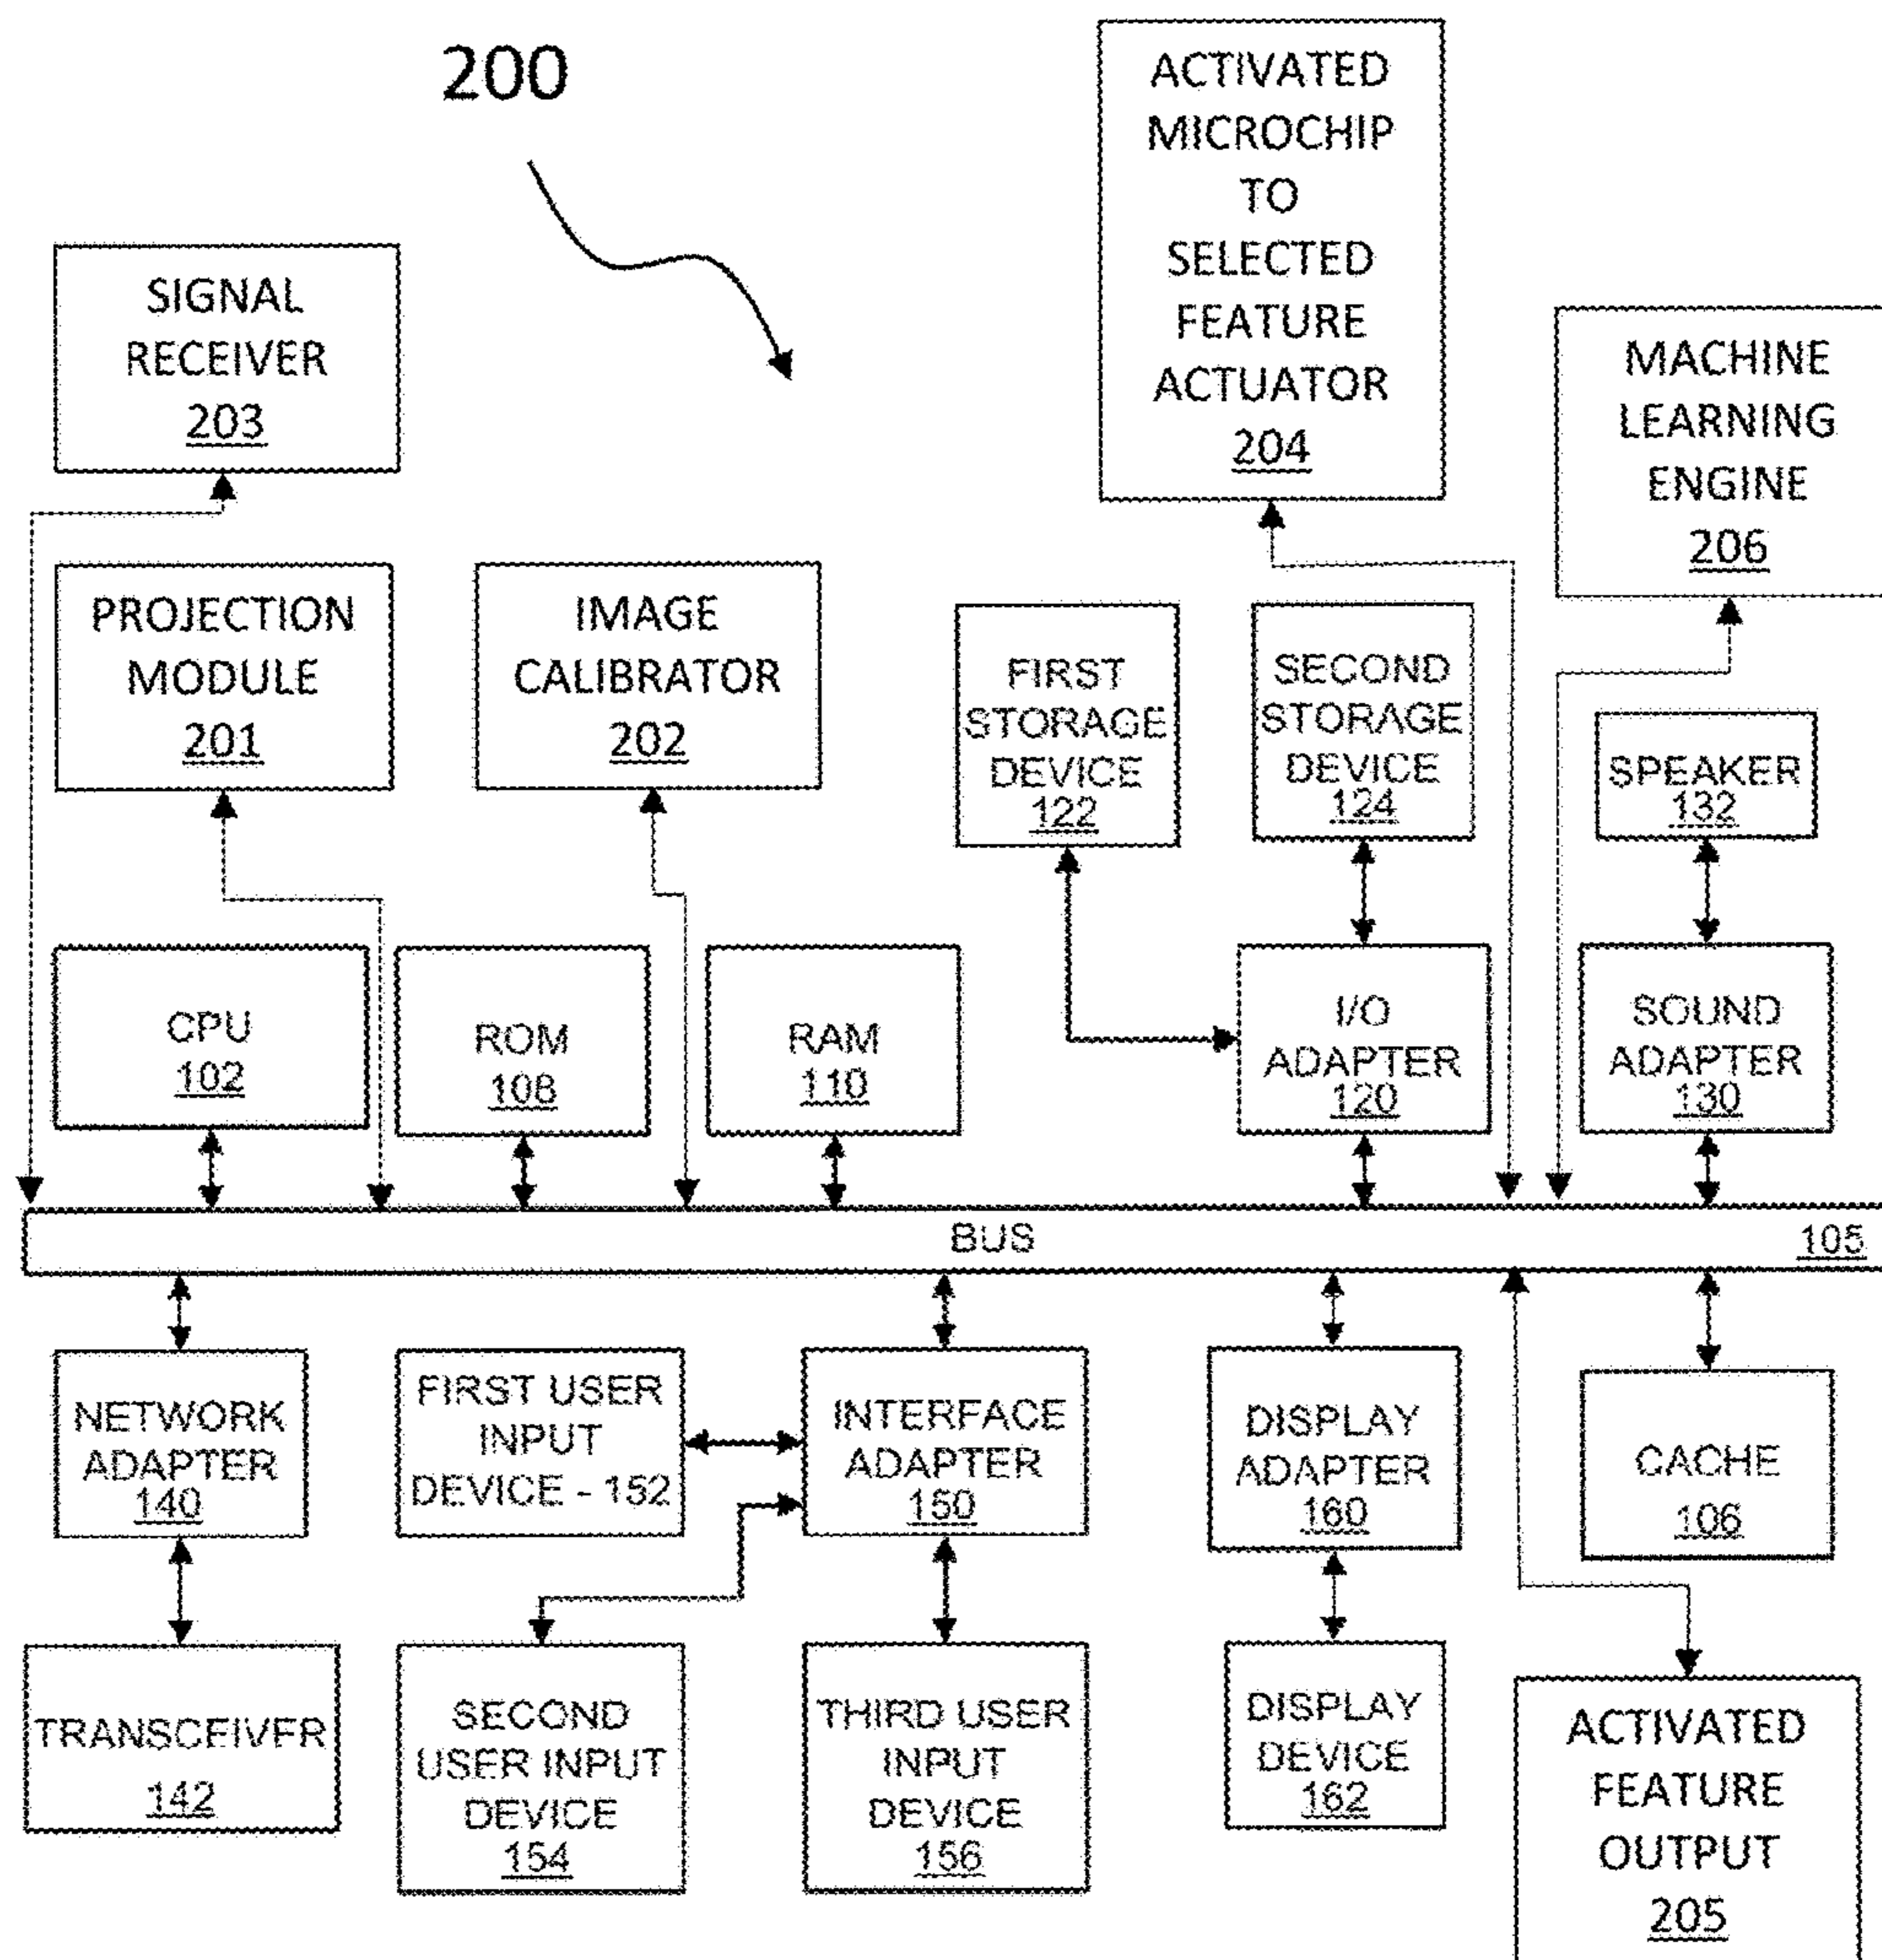 200
ACTIVATED
MICROCHIP
TO
SELECTED
FEATURE
ACTUATOR
204
SIGNAL
RECEIVER
203
MACHINE
LEARNING
ENGINE
206
PROJECTION
MODULE
201
IMAGE
CALIBRATOR
202
FIRST
STORAGE
DEVICE
122
SECOND
STORAGE
DEVICE
124
SPEAKER
132
CPU
102
ROM
108
RAM
110
I/O
ADAPTER
120
SOUND
ADAPTER
130
BUS
105
NETWORK
ADAPTER
140
FIRST USER
INPUT
DEVICE - 152
INTERFACE
ADAPTER
150
DISPLAY
ADAPTER
160
CACHE
106
TRANSCEIVER
142
SECOND
USER INPUT
DEVICE
154
THIRD USER
INPUT
DEVICE
156
DISPLAY
DEVICE
162
ACTIVATED
FEATURE
OUTPUT
205